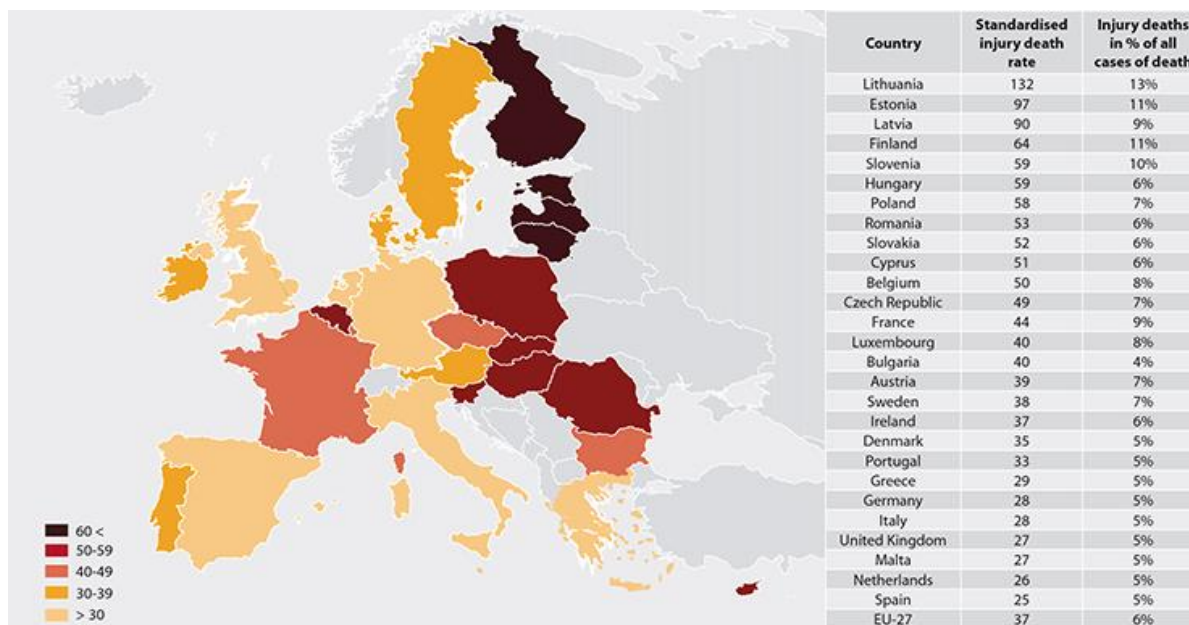 Country
Standardised
injury death
rate
Injury deaths
in % of all
cases of death
Lithuania 132 13%
Estonia 97 11%
Latvia 90 9%
Finland 64 11%
Slovenia 59 10%
Hungary 59 6%
Poland 58 7%
Romania 53 6%
Slovakia 52 6%
Cyprus 51 6%
Belgium 50 8%
Czech Republic 49 7%
France 44 9%
Luxembourg 40 8%
Bulgaria 40 4%
Austria 39 7%
Sweden 38 7%
Ireland 37 6%
Denmark 35 5%
Portugal 33 5%
Greece 29 5%
Germany 28 5%
Italy 28 5%
United Kingdom 27 5%
Malta 27 5%
Netherlands 26 5%
Spain 25 5%
EU-27 37 6%
60 <
50-59
40-49
30-39
> 30